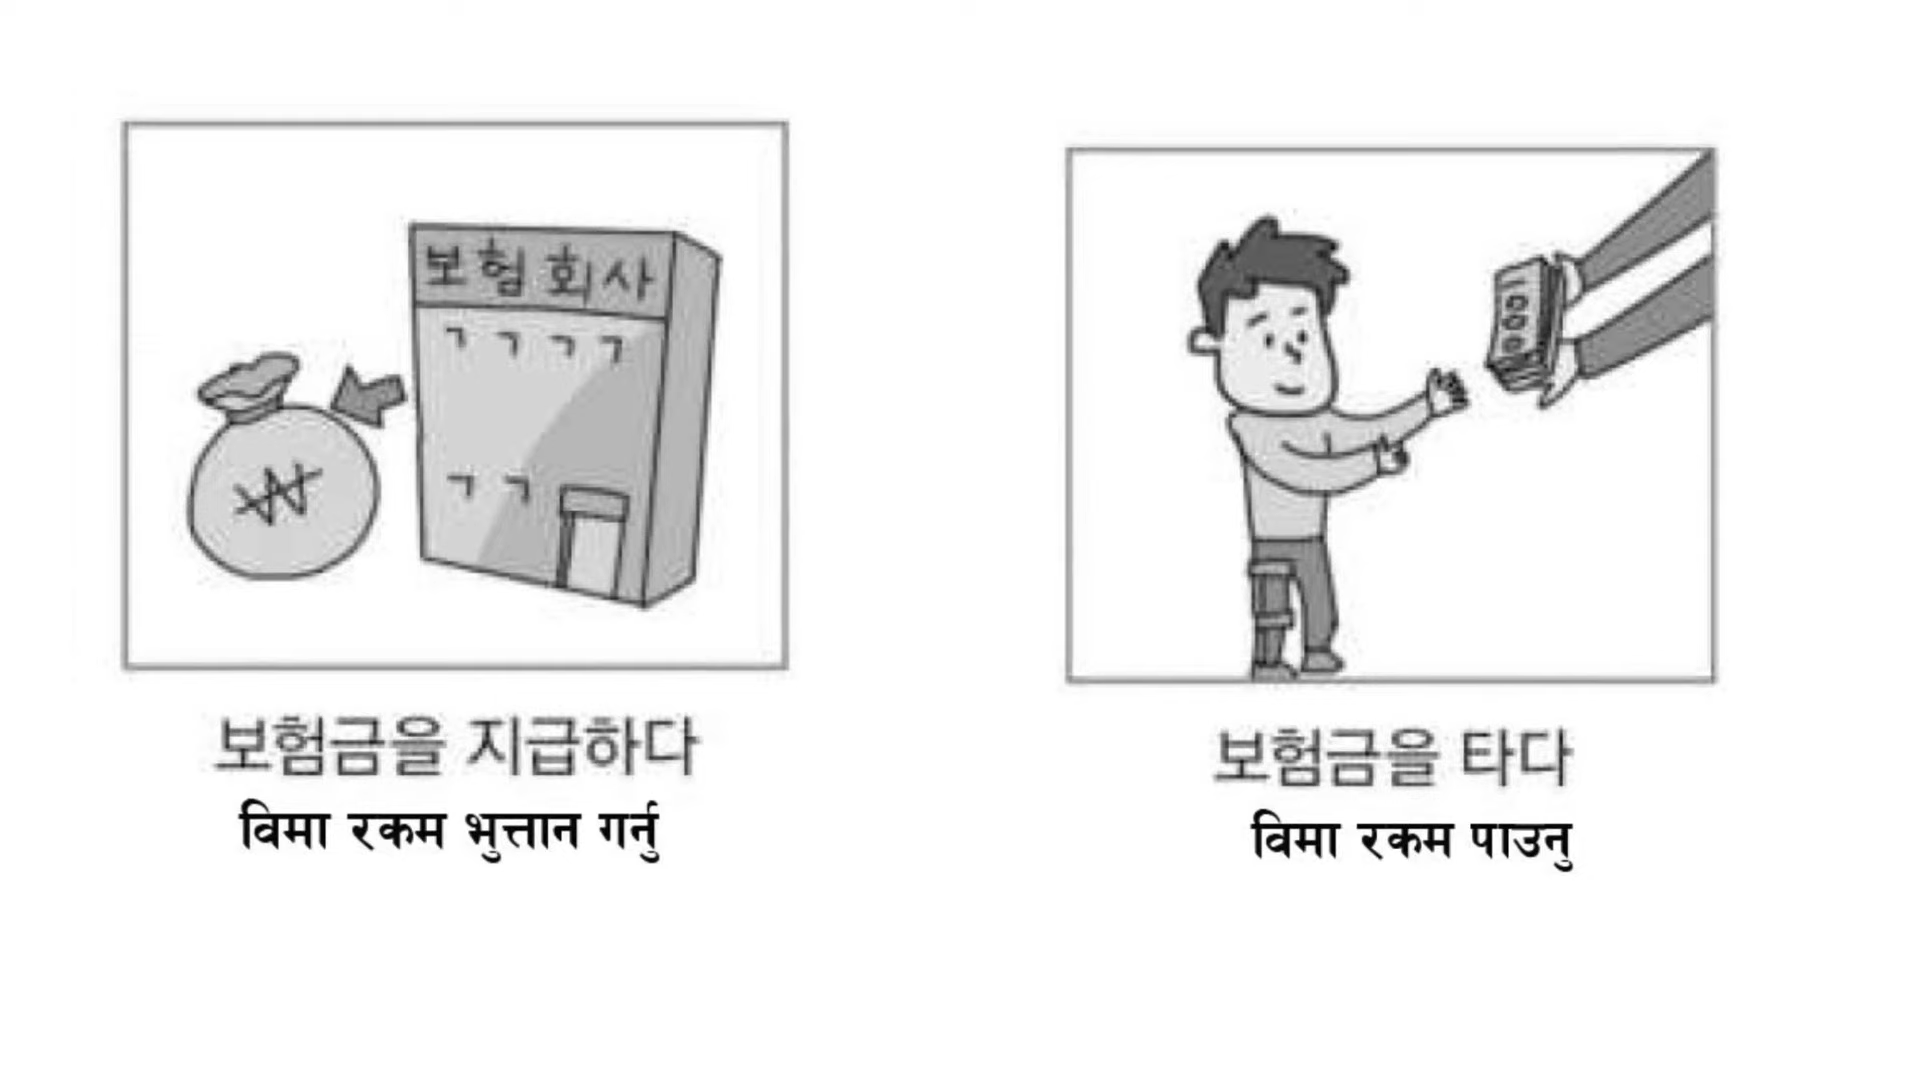 보험회사
₩
1000
보험금을 지급하다
विमा रकम भुत्तान गर्नु
보험금을 타다
विमा रकम पाउनु